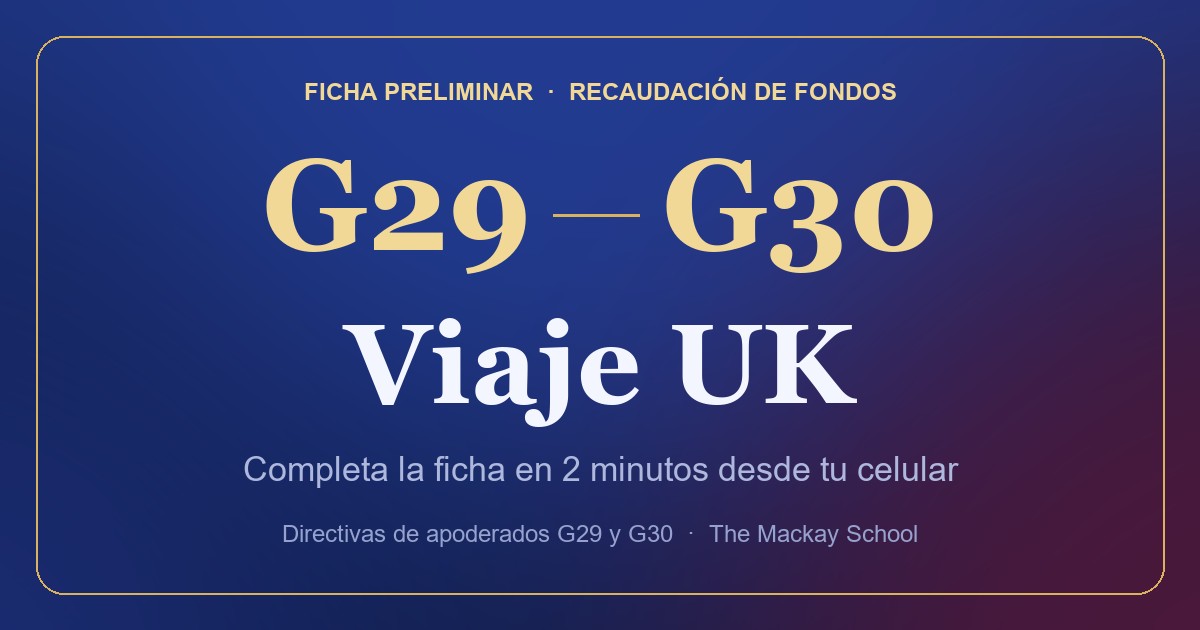 FICHA PRELIMINAR · RECAUDACIÓN DE FONDOS
G29 — G30
Viaje UK
Completa la ficha en 2 minutos desde tu celular
Directivas de apoderados G29 y G30 · The Mackay School